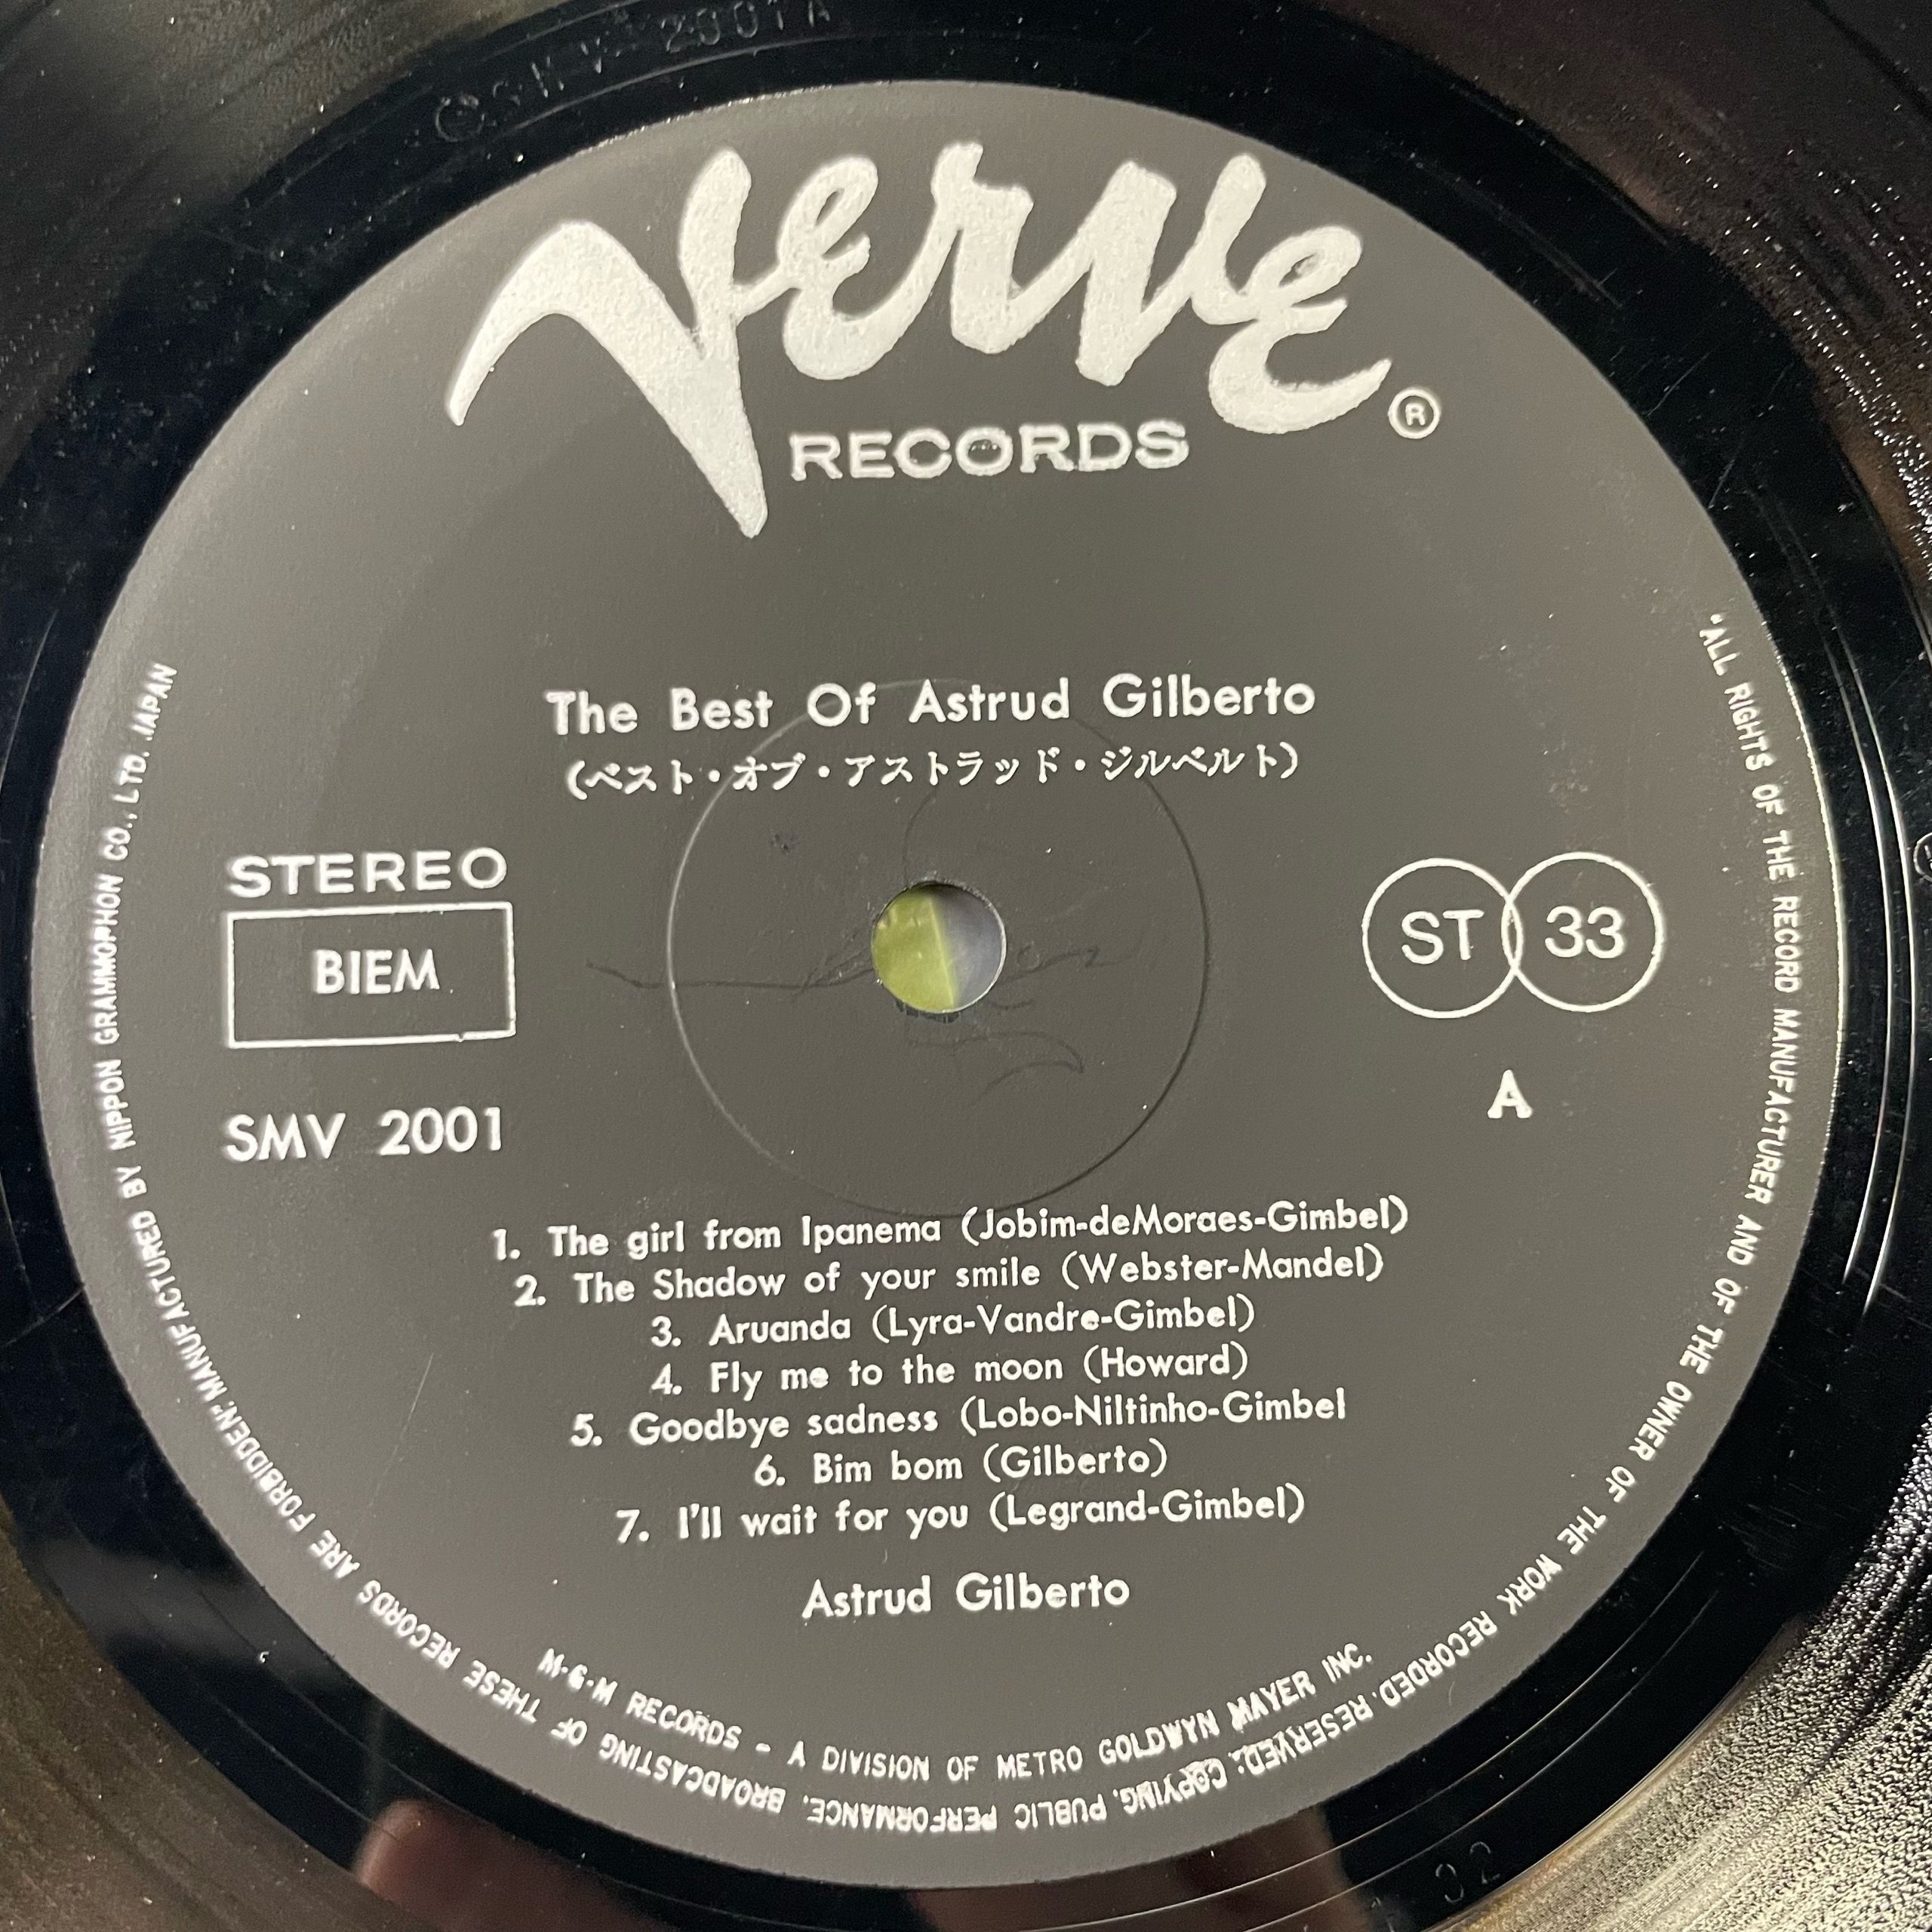 SMV-2001A
Verve
RECORDS ®
The Best Of Astrud Gilberto
(ベスト・オブ・アストラッド・ジルベルト)
STEREO
BIEM
SMV 2001
ST 33
A
1. The girl from Ipanema (Jobim-deMoraes-Gimbel)
2. The Shadow of your smile (Webster-Mandel)
3. Aruanda (Lyra-Vandre-Gimbel)
4. Fly me to the moon (Howard)
5. Goodbye sadness (Lobo-Niltinho-Gimbel
6. Bim bom (Gilberto)
7. I'll wait for you (Legrand-Gimbel)
Astrud Gilberto
M-G-M RECORDS - A DIVISION OF METRO GOLDWYN MAYER INC.
"ALL RIGHTS OF THE RECORD MANUFACTURER AND OF THE OWNER OF THE WORK RECORDED. RESERVED: COPYING, PUBLIC PERFORMANCE, BROADCASTING OF THESE RECORDS ARE FORBIDDEN." MANUFACTURED BY NIPPON GRAMMOPHON CO., LTD. JAPAN